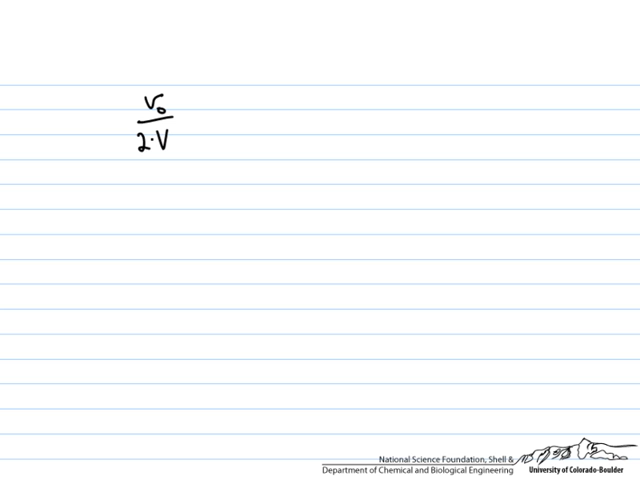 v₀
2·V
National Science Foundation, Shell &
Department of Chemical and Biological Engineering
University of Colorado-Boulder